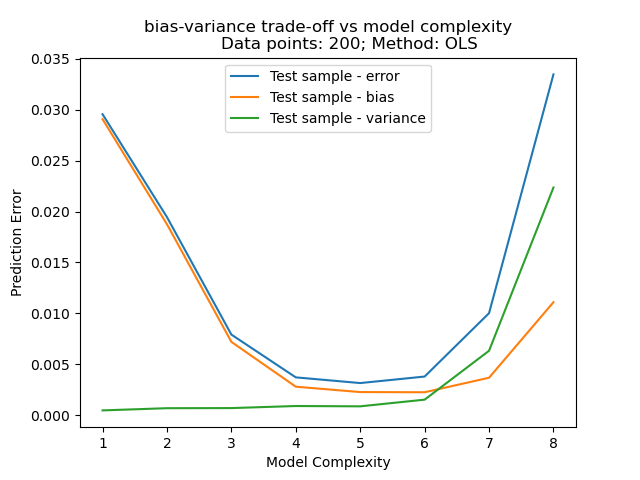 bias-variance trade-off vs model complexity
Data points: 200; Method: OLS
Test sample - error
Test sample - bias
Test sample - variance
Prediction Error
0.035
0.030
0.025
0.020
0.015
0.010
0.005
0.000
1 2 3 4 5 6 7 8
Model Complexity